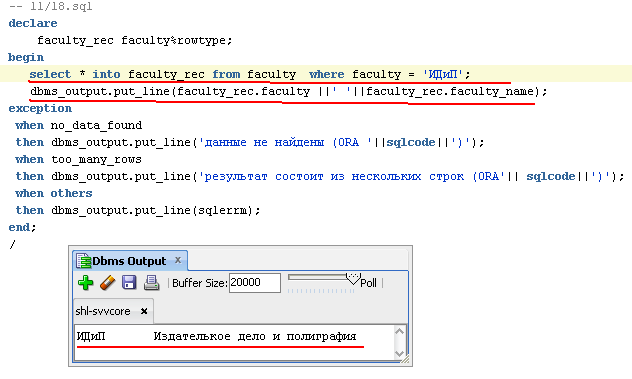 -- 11/18.sql
declare
faculty_rec faculty%rowtype;
begin
select * into faculty_rec from faculty  where faculty = 'ИДиП';
dbms_output.put_line(faculty_rec.faculty ||' '||faculty_rec.faculty_name);
exception
when no_data_found
then dbms_output.put_line('данные не найдены (ORA '||sqlcode||')');
when too_many_rows
then dbms_output.put_line('результат состоит из нескольких строк (ORA'|| sqlcode||')');
when others
then dbms_output.put_line(sqlerrm);
end;
/
Dbms Output x
Buffer Size: 20000 Poll
shl-svvcore x
ИДиП Издателькое дело и полиграфия